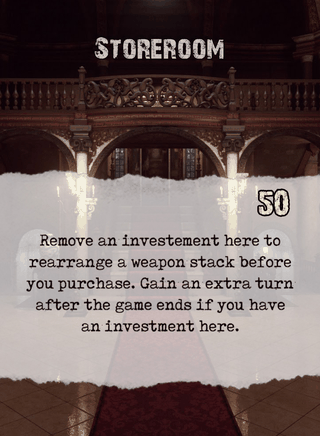 STOREROOM
50
Remove an investement here to
rearrange a weapon stack before
you purchase. Gain an extra turn
after the game ends if you have
an investment here.